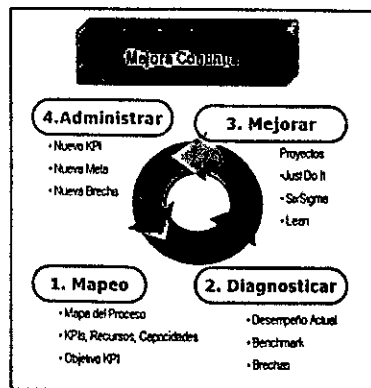 Mejora Continua
4.Administrar
• Nuevo KPI
• Nueva Meta
• Nueva Brecha
3. Mejorar
Proyectos
•Just Do It
•SixSigma
•Lean
1. Mapeo
• Mapa del Proceso
• KPIs, Recursos, Capacidades
• Objetivo KPI
2. Diagnosticar
• Desempeño Actual
• Benchmark
• Brechas